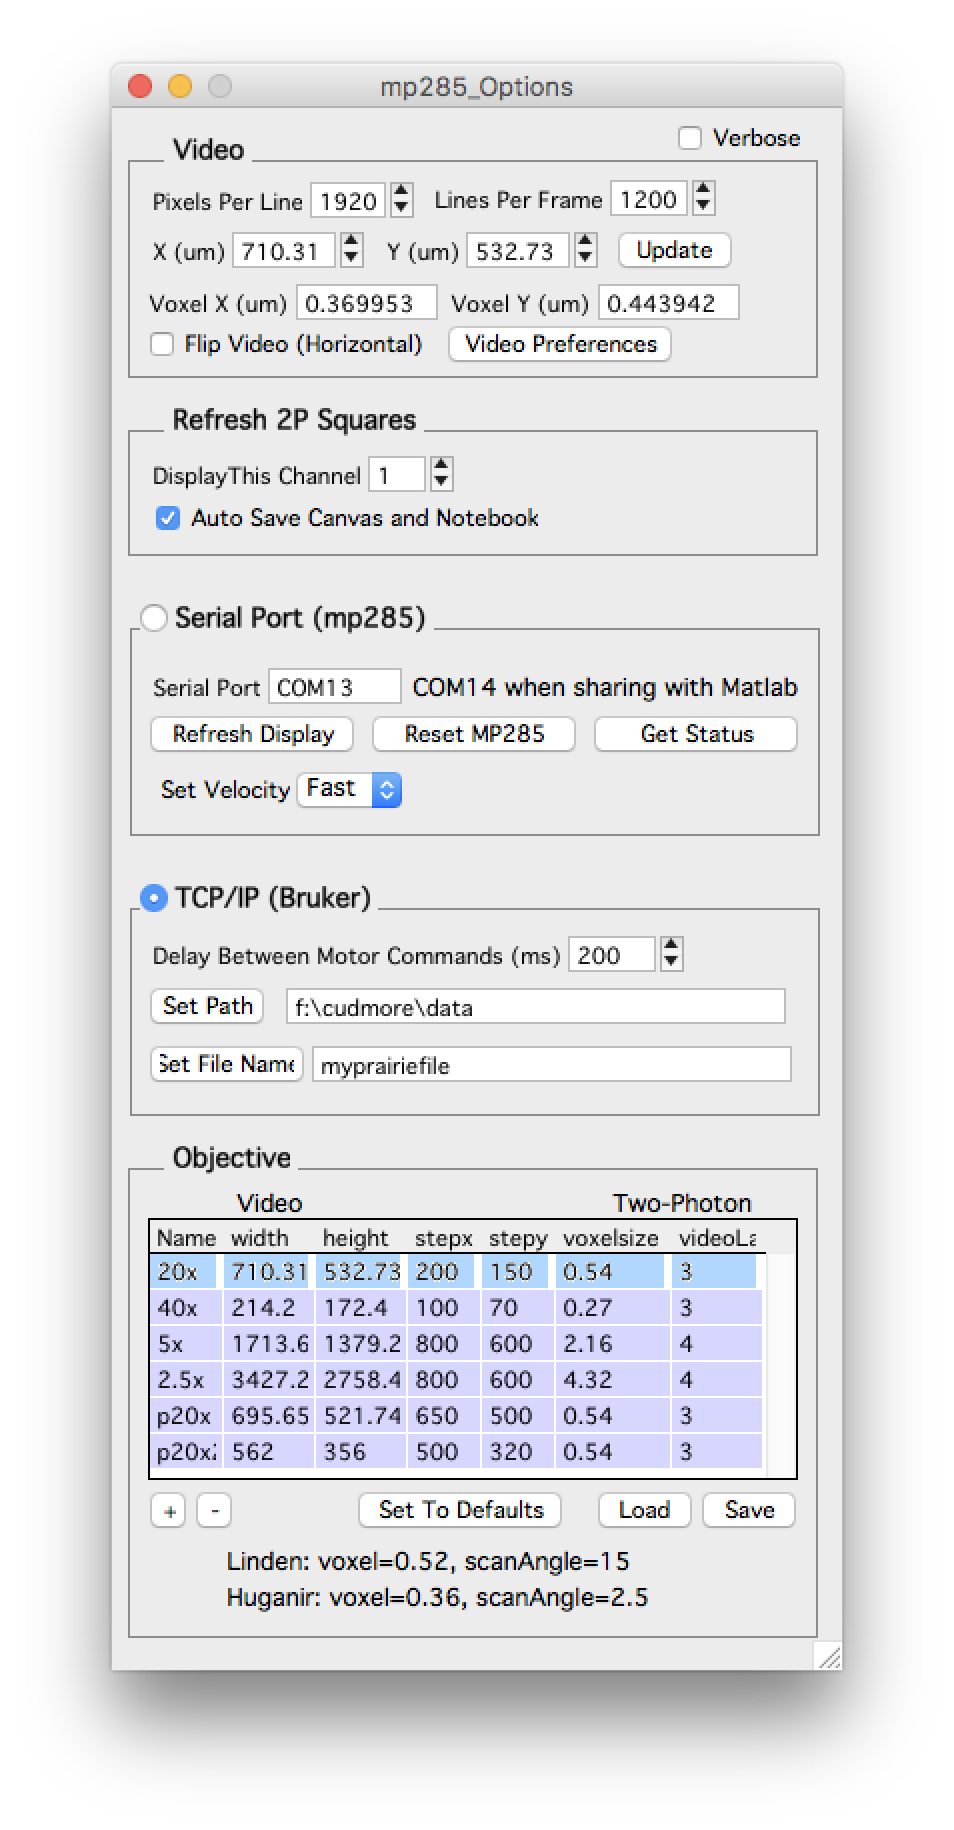 mp285_Options
Verbose
Video
Pixels Per Line 1920 Lines Per Frame 1200
X (um) 710.31 Y (um) 532.73 Update
Voxel X (um) 0.369953 Voxel Y (um) 0.443942
Flip Video (Horizontal) Video Preferences
Refresh 2P Squares
DisplayThis Channel 1
Auto Save Canvas and Notebook
Serial Port (mp285)
Serial Port COM13 COM14 when sharing with Matlab
Refresh Display Reset MP285 Get Status
Set Velocity Fast
TCP/IP (Bruker)
Delay Between Motor Commands (ms) 200
Set Path f:\cudmore\data
Set File Name myprairiefile
Objective
Video Two-Photon
Name width height stepx stepy voxelsize videoLa
20x 710.31 532.73 200 150 0.54 3
40x 214.2 172.4 100 70 0.27 3
5x 1713.6 1379.2 800 600 2.16 4
2.5x 3427.2 2758.4 800 600 4.32 4
p20x 695.65 521.74 650 500 0.54 3
p20x 562 356 500 320 0.54 3
+ - Set To Defaults Load Save
Linden: voxel=0.52, scanAngle=15
Huganir: voxel=0.36, scanAngle=2.5